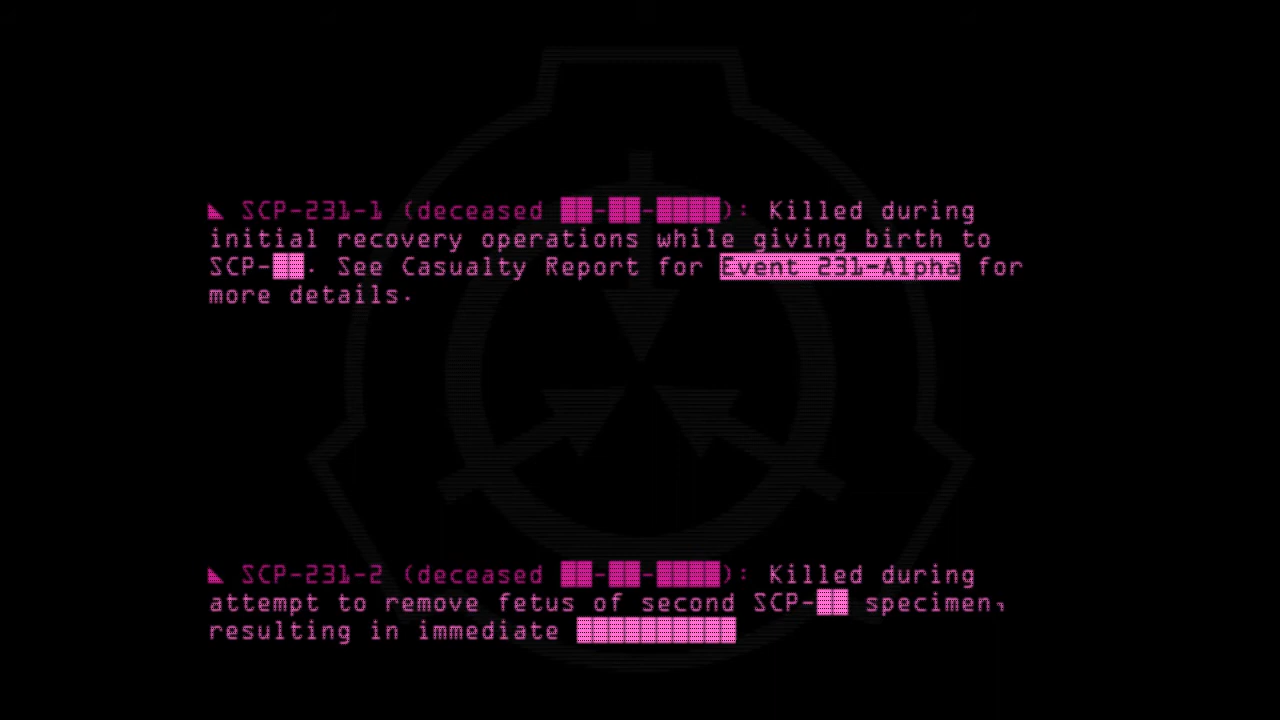 ◣ SCP-231-1 (deceased ██-██-████): Killed during
initial recovery operations while giving birth to
SCP-██. See Casualty Report for Event 231-Alpha for
more details.
◣ SCP-231-2 (deceased ██-██-████): Killed during
attempt to remove fetus of second SCP-██ specimen,
resulting in immediate ██████████